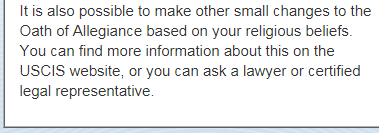 It is also possible to make other small changes to the
Oath of Allegiance based on your religious beliefs.
You can find more information about this on the
USCIS website, or you can ask a lawyer or certified
legal representative.